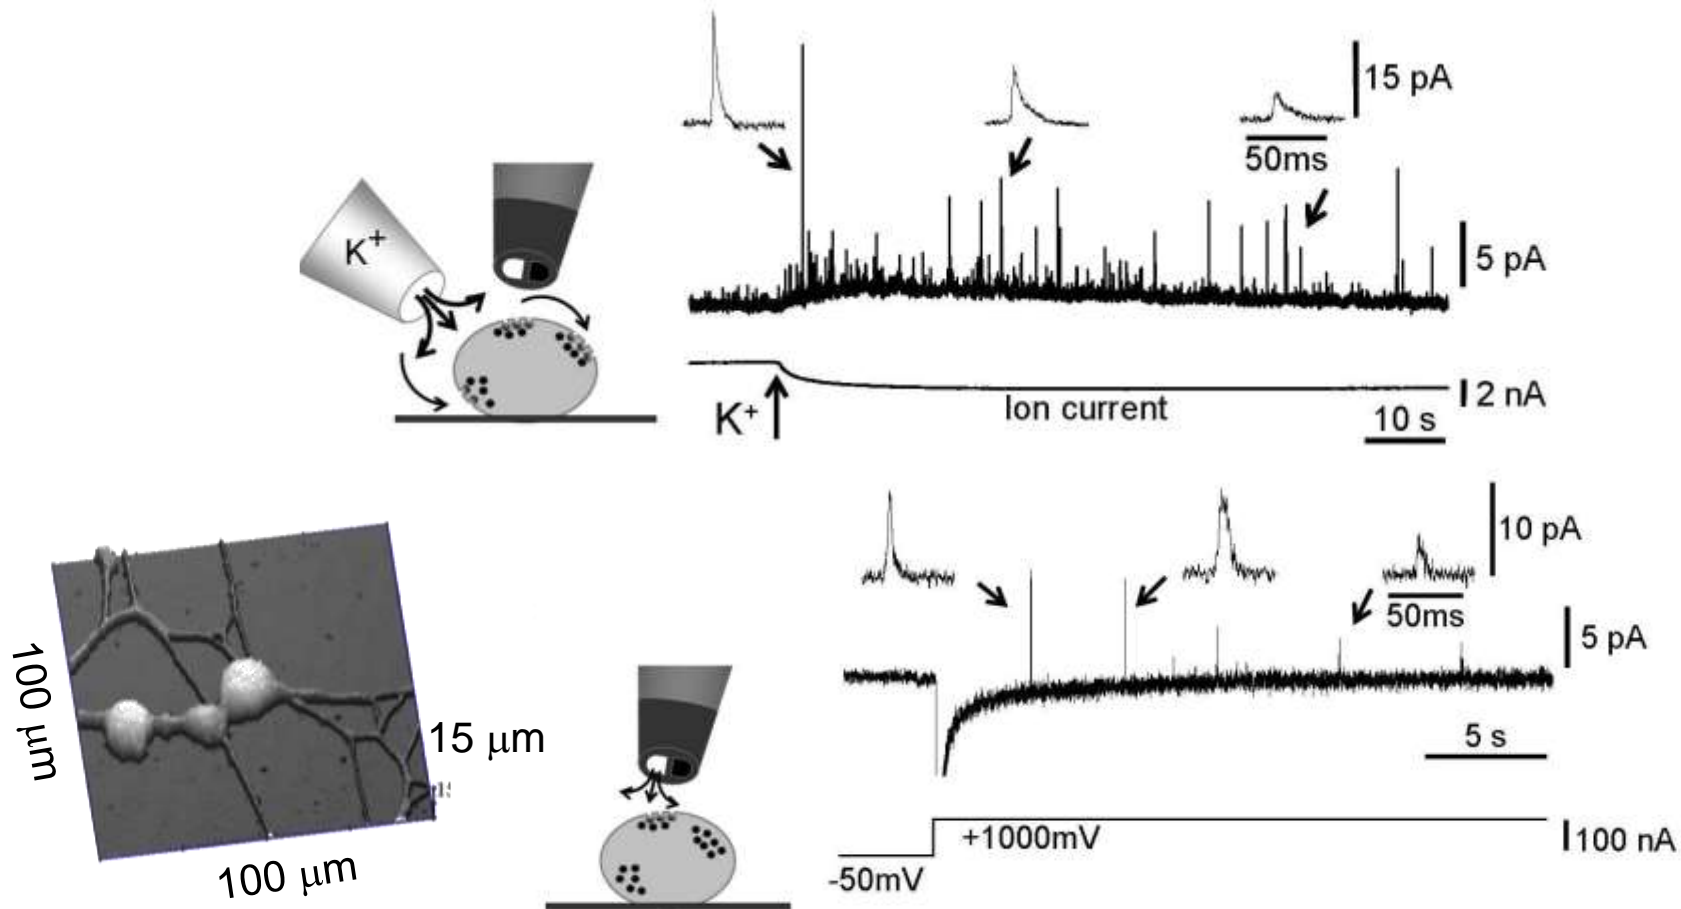 15 pA
50ms
K⁺
5 pA
2 nA
K⁺
Ion current
10 s
10 pA
50ms
5 pA
100 μm
15 μm
5 s
+1000mV
100 nA
-50mV
100 μm